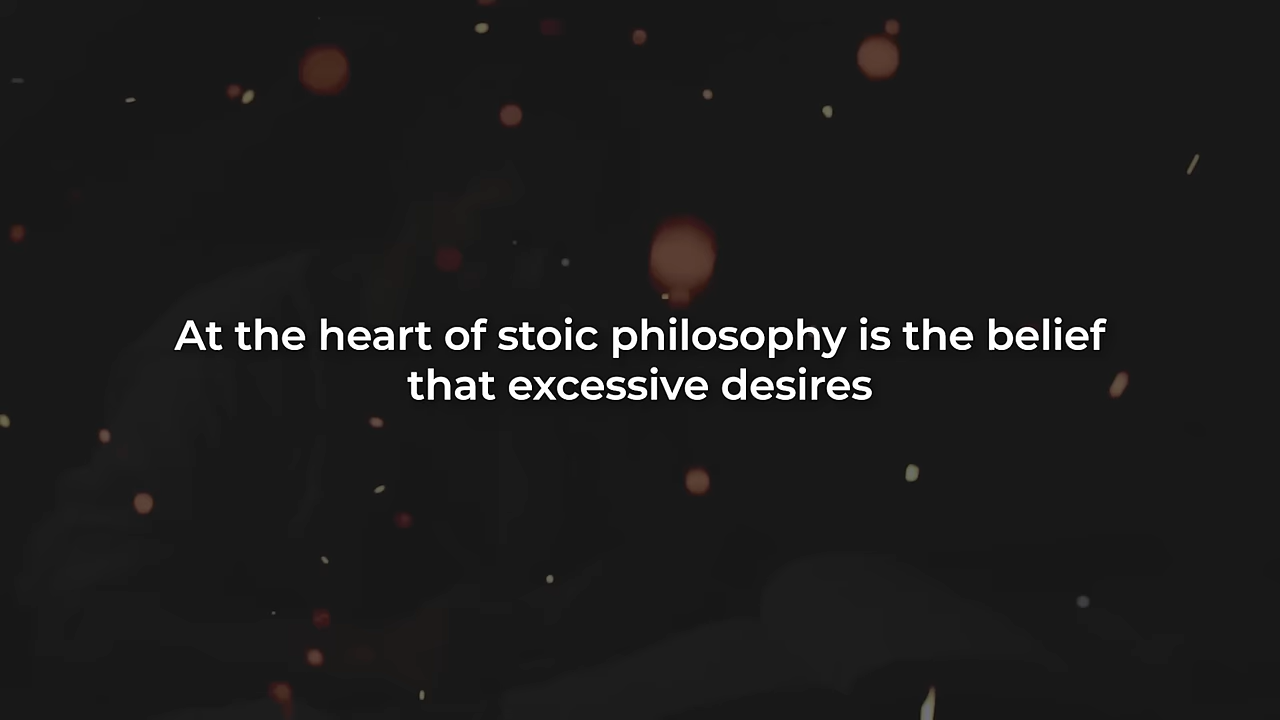 At the heart of stoic philosophy is the belief
that excessive desires